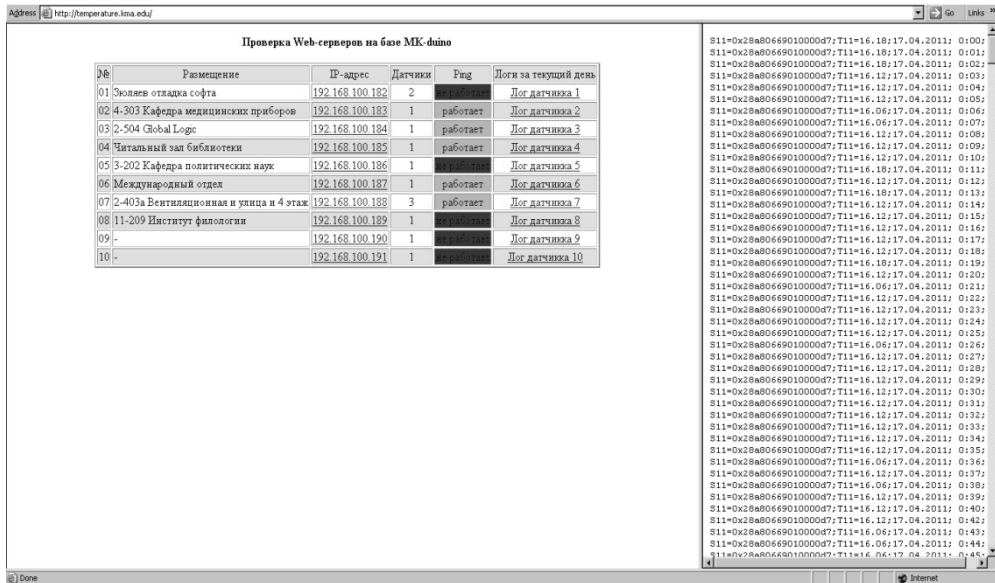 Address http://temperature.kma.edu/ Go Links »
Проверка Web-серверов на базе MK-duino
№ Размещение IP-адрес Датчики Ping Логи за текущий день
01 Зюляев отладка софта 192.168.100.182 2 не работает Лог датчикка 1
02 4-303 Кафедра медицинских приборов 192.168.100.183 1 работает Лог датчикка 2
03 2-504 Global Logic 192.168.100.184 1 работает Лог датчикка 3
04 Читальный зал библиотеки 192.168.100.185 1 работает Лог датчикка 4
05 3-202 Кафедра политических наук 192.168.100.186 1 не работает Лог датчикка 5
06 Международный отдел 192.168.100.187 1 работает Лог датчикка 6
07 2-403а Вентиляционная и улица и 4 этаж 192.168.100.188 3 работает Лог датчикка 7
08 11-209 Институт филологии 192.168.100.189 1 не работает Лог датчикка 8
09 - 192.168.100.190 1 не работает Лог датчикка 9
10 - 192.168.100.191 1 не работает Лог датчикка 10
S11=0x28a80669010000d7;T11=16.18;17.04.2011; 0:00;
S11=0x28a80669010000d7;T11=16.18;17.04.2011; 0:01;
S11=0x28a80669010000d7;T11=16.18;17.04.2011; 0:02;
S11=0x28a80669010000d7;T11=16.12;17.04.2011; 0:03;
S11=0x28a80669010000d7;T11=16.12;17.04.2011; 0:04;
S11=0x28a80669010000d7;T11=16.12;17.04.2011; 0:05;
S11=0x28a80669010000d7;T11=16.06;17.04.2011; 0:06;
S11=0x28a80669010000d7;T11=16.06;17.04.2011; 0:07;
S11=0x28a80669010000d7;T11=16.12;17.04.2011; 0:08;
S11=0x28a80669010000d7;T11=16.12;17.04.2011; 0:09;
S11=0x28a80669010000d7;T11=16.12;17.04.2011; 0:10;
S11=0x28a80669010000d7;T11=16.18;17.04.2011; 0:11;
S11=0x28a80669010000d7;T11=16.12;17.04.2011; 0:12;
S11=0x28a80669010000d7;T11=16.18;17.04.2011; 0:13;
S11=0x28a80669010000d7;T11=16.12;17.04.2011; 0:14;
S11=0x28a80669010000d7;T11=16.12;17.04.2011; 0:15;
S11=0x28a80669010000d7;T11=16.12;17.04.2011; 0:16;
S11=0x28a80669010000d7;T11=16.12;17.04.2011; 0:17;
S11=0x28a80669010000d7;T11=16.12;17.04.2011; 0:18;
S11=0x28a80669010000d7;T11=16.18;17.04.2011; 0:19;
S11=0x28a80669010000d7;T11=16.12;17.04.2011; 0:20;
S11=0x28a80669010000d7;T11=16.06;17.04.2011; 0:21;
S11=0x28a80669010000d7;T11=16.12;17.04.2011; 0:22;
S11=0x28a80669010000d7;T11=16.12;17.04.2011; 0:23;
S11=0x28a80669010000d7;T11=16.12;17.04.2011; 0:24;
S11=0x28a80669010000d7;T11=16.12;17.04.2011; 0:25;
S11=0x28a80669010000d7;T11=16.06;17.04.2011; 0:26;
S11=0x28a80669010000d7;T11=16.12;17.04.2011; 0:27;
S11=0x28a80669010000d7;T11=16.12;17.04.2011; 0:28;
S11=0x28a80669010000d7;T11=16.12;17.04.2011; 0:29;
S11=0x28a80669010000d7;T11=16.12;17.04.2011; 0:30;
S11=0x28a80669010000d7;T11=16.12;17.04.2011; 0:31;
S11=0x28a80669010000d7;T11=16.12;17.04.2011; 0:32;
S11=0x28a80669010000d7;T11=16.12;17.04.2011; 0:33;
S11=0x28a80669010000d7;T11=16.12;17.04.2011; 0:34;
S11=0x28a80669010000d7;T11=16.12;17.04.2011; 0:35;
S11=0x28a80669010000d7;T11=16.06;17.04.2011; 0:36;
S11=0x28a80669010000d7;T11=16.12;17.04.2011; 0:37;
S11=0x28a80669010000d7;T11=16.06;17.04.2011; 0:38;
S11=0x28a80669010000d7;T11=16.12;17.04.2011; 0:39;
S11=0x28a80669010000d7;T11=16.12;17.04.2011; 0:40;
S11=0x28a80669010000d7;T11=16.12;17.04.2011; 0:42;
S11=0x28a80669010000d7;T11=16.06;17.04.2011; 0:43;
S11=0x28a80669010000d7;T11=16.06;17.04.2011; 0:44;
S11=0x28a80669010000d7;T11=16.06;17.04.2011; 0:45;
Done Internet